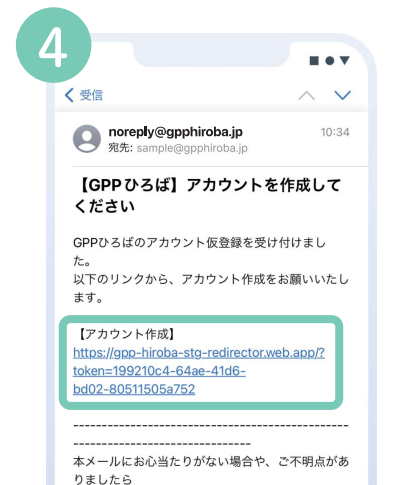 4
受信
noreply@gpphiroba.jp 10:34
宛先: sample@gpphiroba.jp
【GPPひろば】アカウントを作成して
ください
GPPひろばのアカウント仮登録を受け付けまし
た。
以下のリンクから、アカウント作成をお願いいたし
ます。
【アカウント作成】
https://gpp-hiroba-stg-redirector.web.app/?
token=199210c4-64ae-41d6-
bd02-80511505a752
------------------------------------------------
-------------------------------
本メールにお心当たりがない場合や、ご不明点があ
りましたら